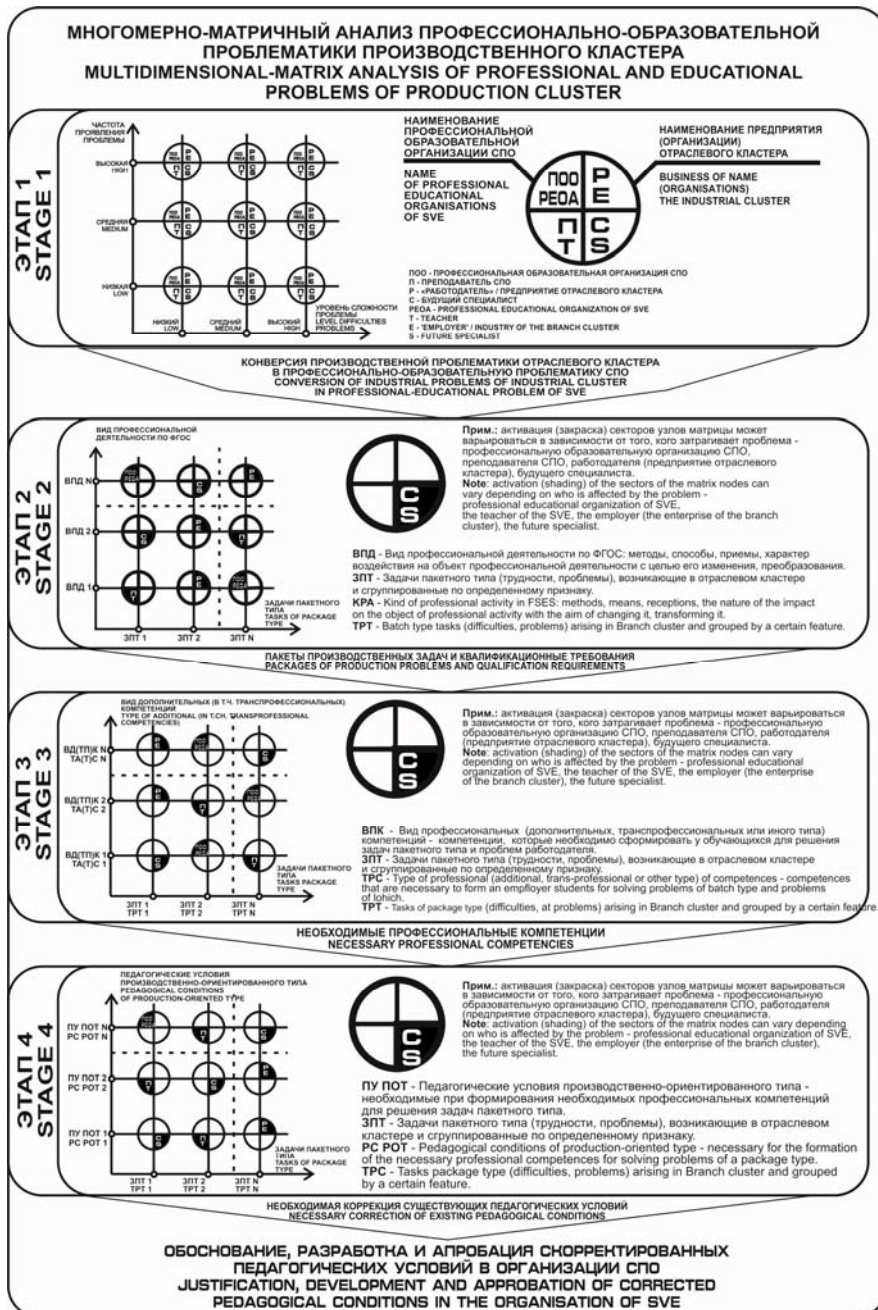 МНОГОМЕРНО-МАТРИЧНЫЙ АНАЛИЗ ПРОФЕССИОНАЛЬНО-ОБРАЗОВАТЕЛЬНОЙ
ПРОБЛЕМАТИКИ ПРОИЗВОДСТВЕННОГО КЛАСТЕРА
MULTIDIMENSIONAL-MATRIX ANALYSIS OF PROFESSIONAL AND EDUCATIONAL
PROBLEMS OF PRODUCTION CLUSTER
ЭТАП 1
STAGE 1
ЧАСТОТА
ПРОЯВЛЕНИЯ
ПРОБЛЕМЫ
ВЫСОКАЯ
HIGH
СРЕДНЯЯ
MEDIUM
НИЗКАЯ
LOW
НИЗКИЙ
LOW
СРЕДНИЙ
MEDIUM
ВЫСОКИЙ
HIGH
УРОВЕНЬ СЛОЖНОСТИ
ПРОБЛЕМЫ
LEVEL DIFFICULTIES
PROBLEMS
НАИМЕНОВАНИЕ
ПРОФЕССИОНАЛЬНОЙ
ОБРАЗОВАТЕЛЬНОЙ
ОРГАНИЗАЦИИ СПО
NAME
OF PROFESSIONAL
EDUCATIONAL
ORGANISATIONS
OF SVE
ПОО
РЕОА
Р
Е
П
Т
С
S
НАИМЕНОВАНИЕ ПРЕДПРИЯТИЯ
(ОРГАНИЗАЦИИ)
ОТРАСЛЕВОГО КЛАСТЕРА
BUSINESS OF NAME
(ORGANISATIONS)
THE INDUSTRIAL CLUSTER
ПОО - ПРОФЕССИОНАЛЬНАЯ ОБРАЗОВАТЕЛЬНАЯ ОРГАНИЗАЦИЯ СПО
П - ПРЕПОДАВАТЕЛЬ СПО
Р - «РАБОТОДАТЕЛЬ» / ПРЕДПРИЯТИЕ ОТРАСЛЕВОГО КЛАСТЕРА
С - БУДУЩИЙ СПЕЦИАЛИСТ
РЕОА - PROFESSIONAL EDUCATIONAL ORGANIZATION OF SVE
T - TEACHER
E - 'EMPLOYER' / INDUSTRY OF THE BRANCH CLUSTER
S - FUTURE SPECIALIST
КОНВЕРСИЯ ПРОИЗВОДСТВЕННОЙ ПРОБЛЕМАТИКИ ОТРАСЛЕВОГО КЛАСТЕРА
В ПРОФЕССИОНАЛЬНО-ОБРАЗОВАТЕЛЬНУЮ ПРОБЛЕМАТИКУ СПО
CONVERSION OF INDUSTRIAL PROBLEMS OF INDUSTRIAL CLUSTER
IN PROFESSIONAL-EDUCATIONAL PROBLEM OF SVE
ЭТАП 2
STAGE 2
ВИД ПРОФЕССИОНАЛЬНОЙ
ДЕЯТЕЛЬНОСТИ ПО ФГОС
ВПД N
ВПД 2
ВПД 1
ЗПТ 1
ЗПТ 2
ЗПТ N
ЗАДАЧИ ПАКЕТНОГО
ТИПА
TASKS OF PACKAGE
TYPE
С
S
Прим.: активация (закраска) секторов узлов матрицы может
варьироваться в зависимости от того, кого затрагивает проблема -
профессиональную образовательную организацию СПО,
преподавателя СПО, работодателя (предприятие отраслевого
кластера), будущего специалиста.
Note: activation (shading) of the sectors of the matrix nodes can
vary depending on who is affected by the problem -
professional educational organization of SVE,
the teacher of the SVE, the employer (the enterprise of the branch
cluster), the future specialist.
ВПД - Вид профессиональной деятельности по ФГОС: методы, способы, приемы, характер
воздействия на объект профессиональной деятельности с целью его изменения, преобразования.
ЗПТ - Задачи пакетного типа (трудности, проблемы), возникающие в отраслевом кластере
и сгруппированные по определенному признаку.
KPA - Kind of professional activity in FSES: methods, means, receptions, the nature of the impact
on the object of professional activity with the aim of changing it, transforming it.
TPT - Batch type tasks (difficulties, problems) arising in Branch cluster and grouped by a certain feature.
ПАКЕТЫ ПРОИЗВОДСТВЕННЫХ ЗАДАЧ И КВАЛИФИКАЦИОННЫЕ ТРЕБОВАНИЯ
PACKAGES OF PRODUCTION PROBLEMS AND QUALIFICATION REQUIREMENTS
ЭТАП 3
STAGE 3
ВИД ДОПОЛНИТЕЛЬНЫХ (В Т.Ч. ТРАНСПРОФЕССИОНАЛЬНЫХ)
КОМПЕТЕНЦИЙ
TYPE OF ADDITIONAL (IN T.CH. TRANSPROFESSIONAL
COMPETENCIES)
ВД(ТП)К N
TA(T)C N
ВД(ТП)К 2
TA(T)C 2
ВД(ТП)К 1
TA(T)C 1
ЗПТ 1
TPT 1
ЗПТ 2
TPT 2
ЗПТ N
TPT N
ЗАДАЧИ ПАКЕТНОГО
ТИПА
TASKS PACKAGE
TYPE
С
S
Прим.: активация (закраска) секторов узлов матрицы может варьироваться
в зависимости от того, кого затрагивает проблема - профессиональную
образовательную организацию СПО, преподавателя СПО, работодателя
(предприятие отраслевого кластера), будущего специалиста.
Note: activation (shading) of the sectors of the matrix nodes can vary
depending on who is affected by the problem - professional educational
organization of SVE, the teacher of the SVE, the employer (the enterprise
of the branch cluster), the future specialist.
ВПК - Вид профессиональных (дополнительных, транспрофессиональных или иного типа)
компетенций - компетенции, которые необходимо сформировать у обучающихся для решения
задач пакетного типа и проблем работодателя.
ЗПТ - Задачи пакетного типа (трудности, проблемы), возникающие в отраслевом кластере
и сгруппированные по определенному признаку.
TPC - Type of professional (additional, trans-professional or other type) of competences - competences
that are necessary to form an empfloyer students for solving problems of batch type and problems
of lohich.
TPT - Tasks of package type (difficulties, at problems) arising in Branch cluster and grouped by a certain feature.
НЕОБХОДИМЫЕ ПРОФЕССИОНАЛЬНЫЕ КОМПЕТЕНЦИИ
NECESSARY PROFESSIONAL COMPETENCIES
ЭТАП 4
STAGE 4
ПЕДАГОГИЧЕСКИЕ УСЛОВИЯ
ПРОИЗВОДСТВЕННО-ОРИЕНТИРОВАННОГО ТИПА
PEDAGOGICAL CONDITIONS
OF PRODUCTION-ORIENTED TYPE
ПУ ПОТ N
PC POT N
ПУ ПОТ 2
PC POT 2
ПУ ПОТ 1
PC POT 1
ЗПТ 1
TPT 1
ЗПТ 2
TPT 2
ЗПТ N
TPT N
ЗАДАЧИ ПАКЕТНОГО
ТИПА
TASKS OF PACKAGE
TYPE
С
S
Прим.: активация (закраска) секторов узлов матрицы может варьироваться
в зависимости от того, кого затрагивает проблема - профессиональную
образовательную организацию СПО, преподавателя СПО, работодателя
(предприятие отраслевого кластера), будущего специалиста.
Note: activation (shading) of the sectors of the matrix nodes can vary depending
on who is affected by the problem - professional educational organization of SVE,
the teacher of the SVE, the employer (the enterprise of the branch cluster),
the future specialist.
ПУ ПОТ - Педагогические условия производственно-ориентированного типа -
необходимые при формирования необходимых профессиональных компетенций
для решения задач пакетного типа.
ЗПТ - Задачи пакетного типа (трудности, проблемы), возникающие в отраслевом
кластере и сгруппированные по определенному признаку.
PC POT - Pedagogical conditions of production-oriented type - necessary for the formation
of the necessary professional competences for solving problems of a package type.
TPC - Tasks package type (difficulties, problems) arising in Branch cluster and grouped
by a certain feature.
НЕОБХОДИМАЯ КОРРЕКЦИЯ СУЩЕСТВУЮЩИХ ПЕДАГОГИЧЕСКИХ УСЛОВИЙ
NECESSARY CORRECTION OF EXISTING PEDAGOGICAL CONDITIONS
ОБОСНОВАНИЕ, РАЗРАБОТКА И АПРОБАЦИЯ СКОРРЕКТИРОВАННЫХ
ПЕДАГОГИЧЕСКИХ УСЛОВИЙ В ОРГАНИЗАЦИИ СПО
JUSTIFICATION, DEVELOPMENT AND APPROBATION OF CORRECTED
PEDAGOGICAL CONDITIONS IN THE ORGANISATION OF SVE